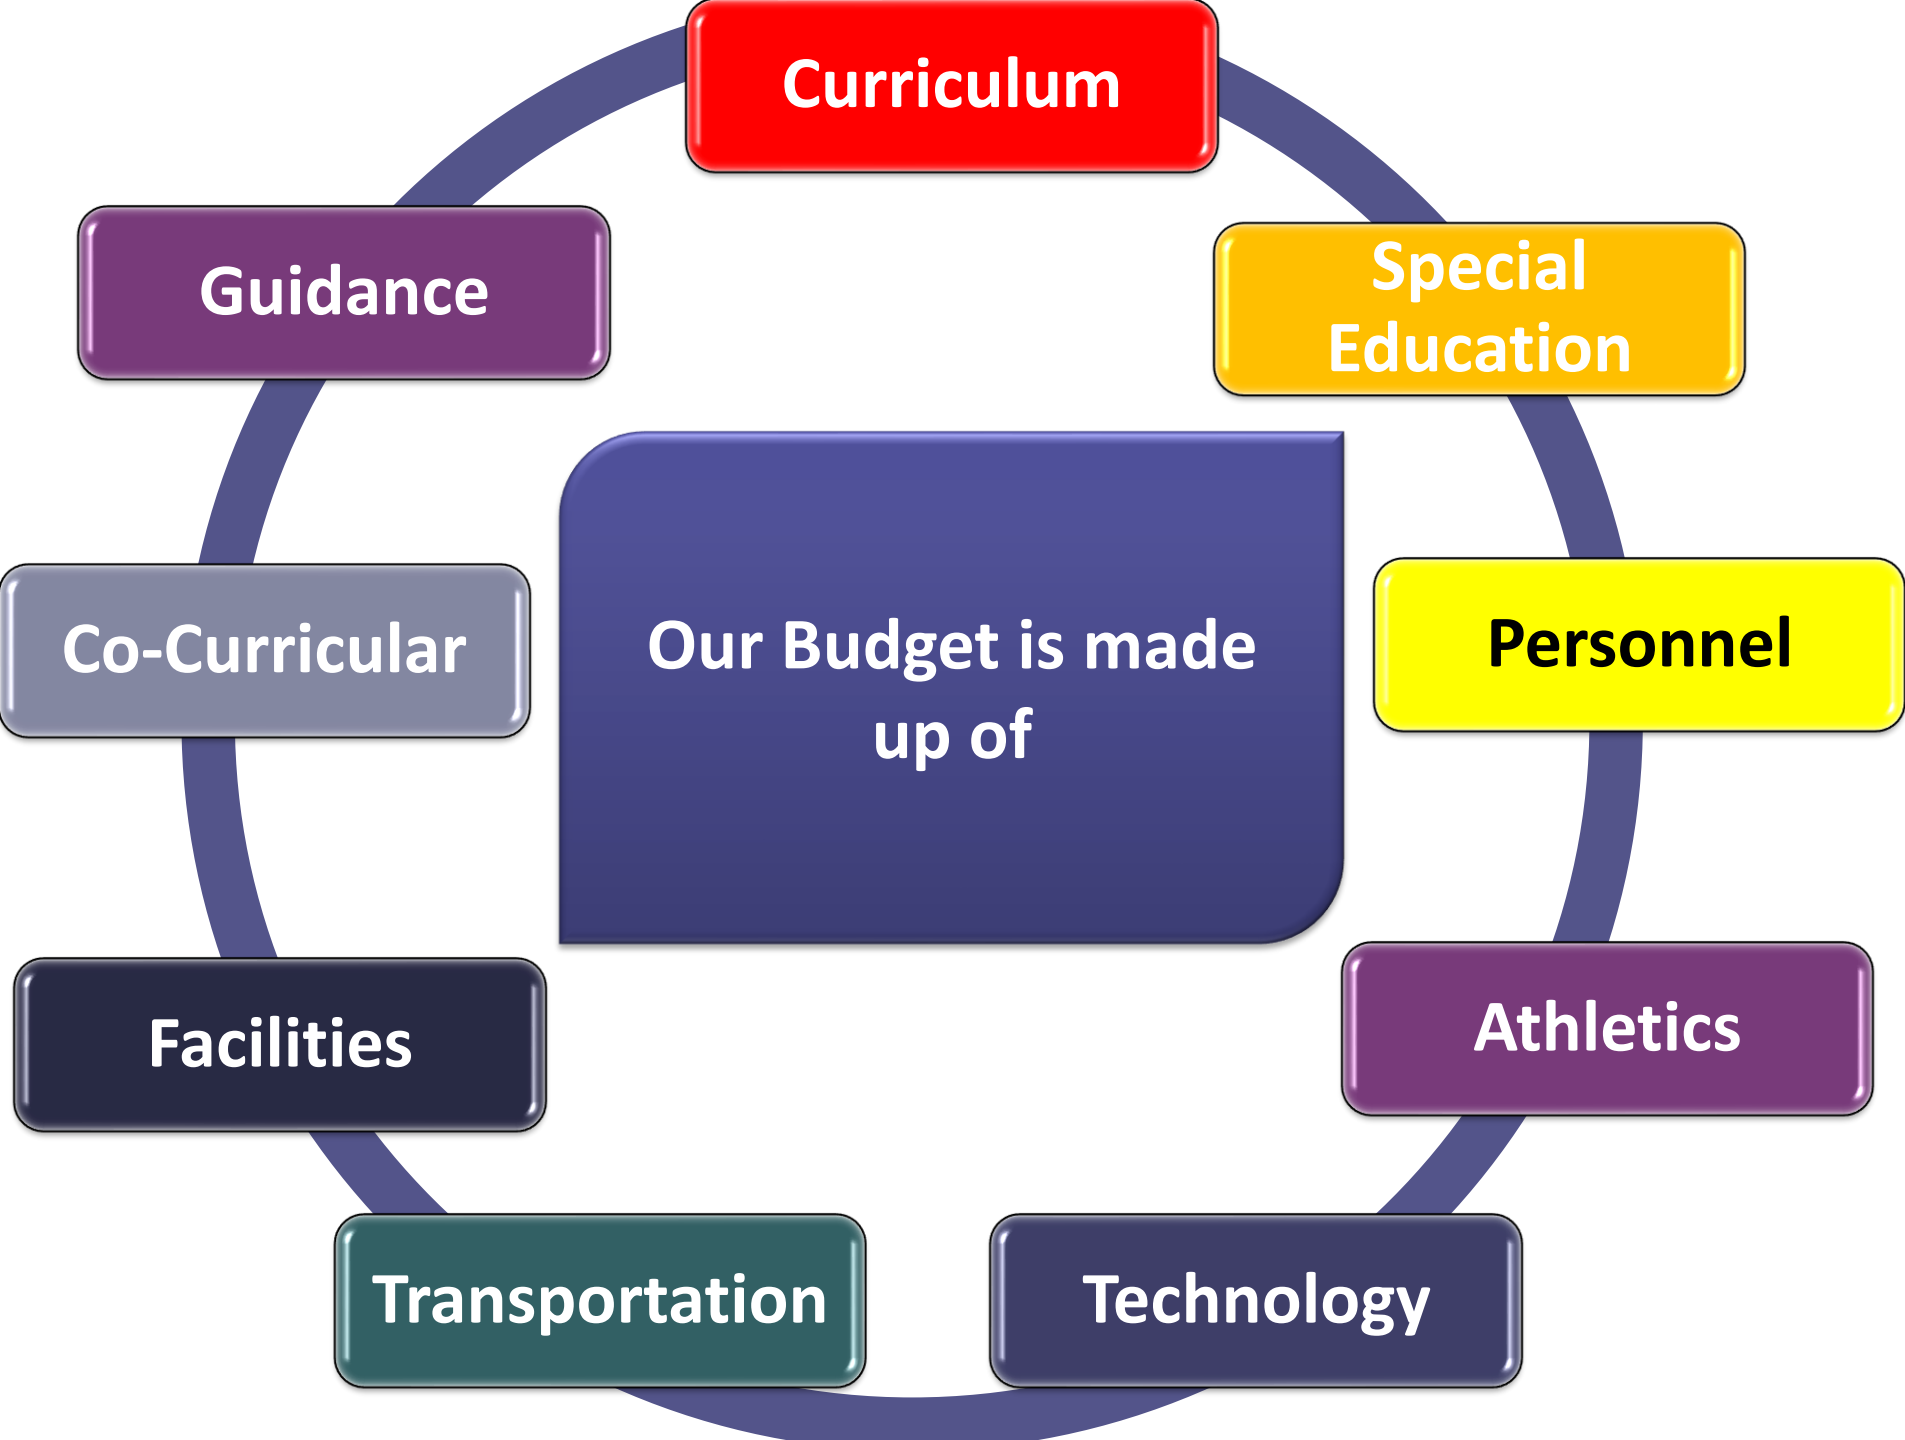 Curriculum
Special
Education
Personnel
Athletics
Technology
Transportation
Facilities
Co-Curricular
Guidance
Our Budget is made
up of